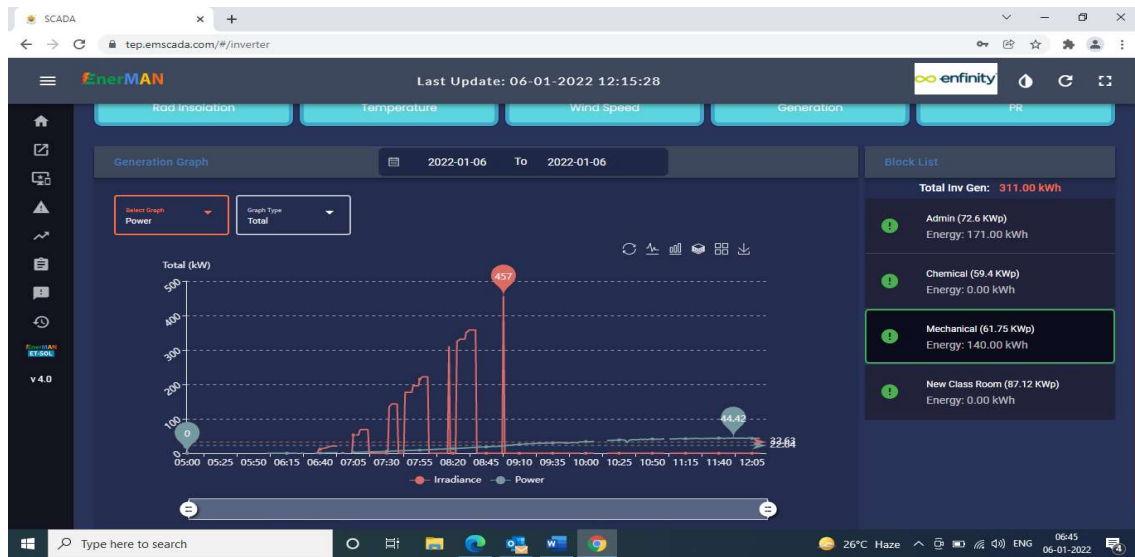 SCADA
tep.emscada.com/#/inverter
EnerMAN
Last Update: 06-01-2022 12:15:28
enfinity
Rad Insolation
Temperature
Wind Speed
Generation
PR
Generation Graph
2022-01-06 To 2022-01-06
Block List
Total Inv Gen: 311.00 kWh
Select Graph
Power
Graph Type
Total
Admin (72.6 KWp)
Energy: 171.00 kWh
Chemical (59.4 KWp)
Energy: 0.00 kWh
Mechanical (61.75 KWp)
Energy: 140.00 kWh
New Class Room (87.12 KWp)
Energy: 0.00 kWh
EnerMAN
ET-SOL
v 4.0
Total (kW)
500
457
400
300
200
100
0
0
44.42
05:00 05:25 05:50 06:15 06:40 07:05 07:30 07:55 08:20 08:45 09:10 09:35 10:00 10:25 10:50 11:15 11:40 12:05
Irradiance Power
Type here to search
26°C Haze
ENG
06:45
06-01-2022
4